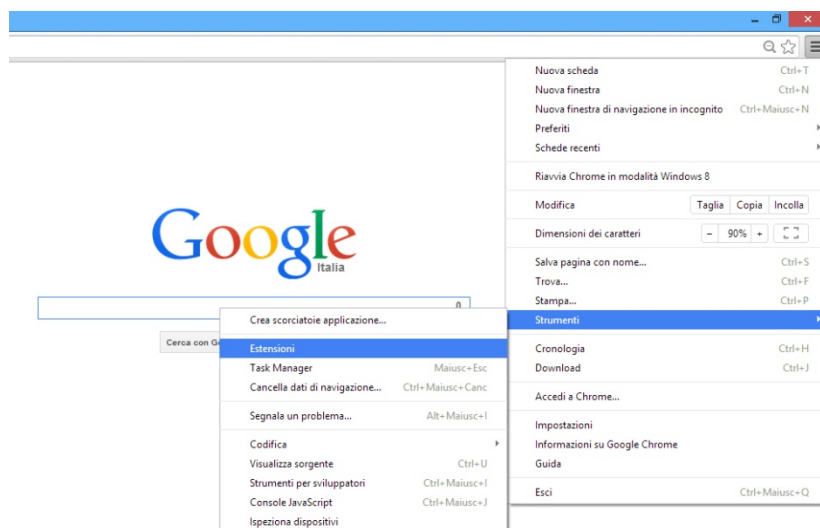 Nuova scheda Ctrl+T
Nuova finestra Ctrl+N
Nuova finestra di navigazione in incognito Ctrl+Maiusc+N
Preferiti
Schede recenti
Riavvia Chrome in modalità Windows 8
Modifica Taglia Copia Incolla
Dimensioni dei caratteri − 90% +
Salva pagina con nome... Ctrl+S
Trova... Ctrl+F
Stampa... Ctrl+P
Strumenti
Cronologia Ctrl+H
Download Ctrl+J
Accedi a Chrome...
Impostazioni
Informazioni su Google Chrome
Guida
Esci Ctrl+Maiusc+Q
Google
Italia
Cerca con G
Crea scorciatoie applicazione...
Estensioni
Task Manager Maiusc+Esc
Cancella dati di navigazione... Ctrl+Maiusc+Canc
Segnala un problema... Alt+Maiusc+I
Codifica
Visualizza sorgente Ctrl+U
Strumenti per sviluppatori Ctrl+Maiusc+I
Console JavaScript Ctrl+Maiusc+J
Ispeziona dispositivi